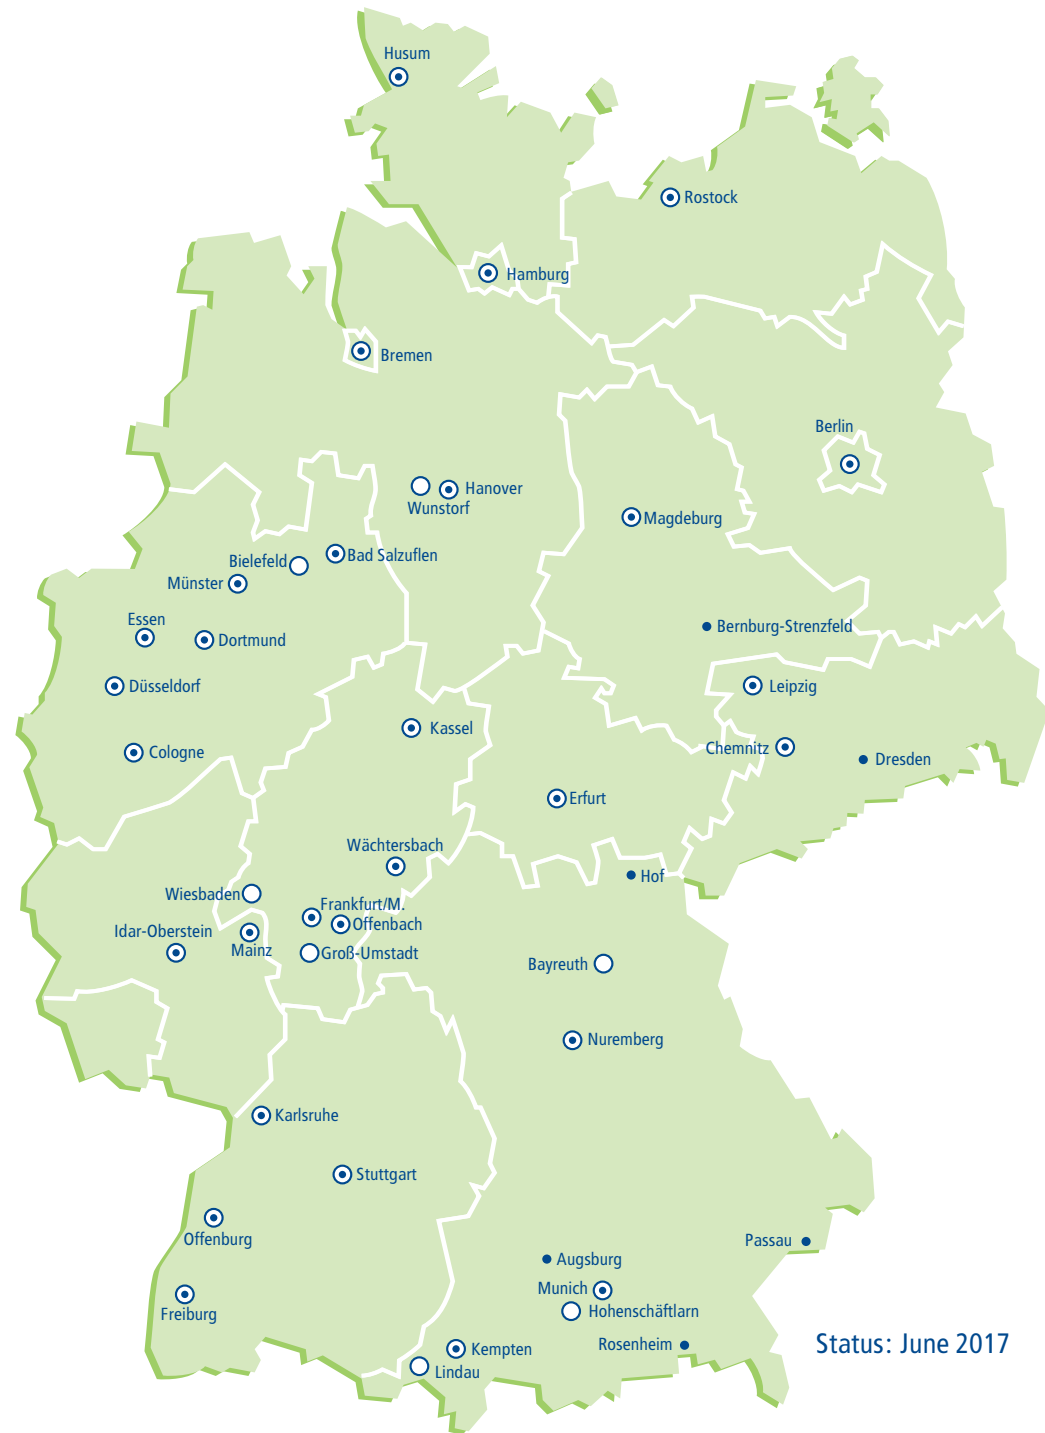 Husum
Rostock
Hamburg
Bremen
Berlin
Hanover
Wunstorf
Magdeburg
Bad Salzuflen
Bielefeld
Münster
Essen
Bernburg-Strenzfeld
Dortmund
Düsseldorf
Leipzig
Kassel
Chemnitz
Cologne
Dresden
Erfurt
Wächtersbach
Hof
Wiesbaden
Frankfurt/M.
Offenbach
Idar-Oberstein
Mainz
Groß-Umstadt
Bayreuth
Nuremberg
Karlsruhe
Stuttgart
Offenburg
Passau
Augsburg
Munich
Hohenschäftlarn
Freiburg
Rosenheim
Status: June 2017
Kempten
Lindau